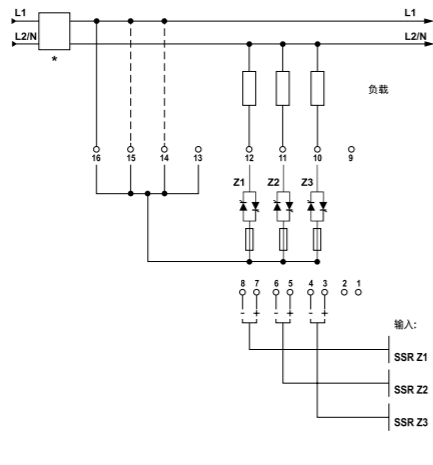 L1 L1
L2/N L2/N
*
负载
16 15 14 13 12 11 10 9
Z1 Z2 Z3
8 7 6 5 4 3 2 1
- + - + - +
输入:
SSR Z1
SSR Z2
SSR Z3